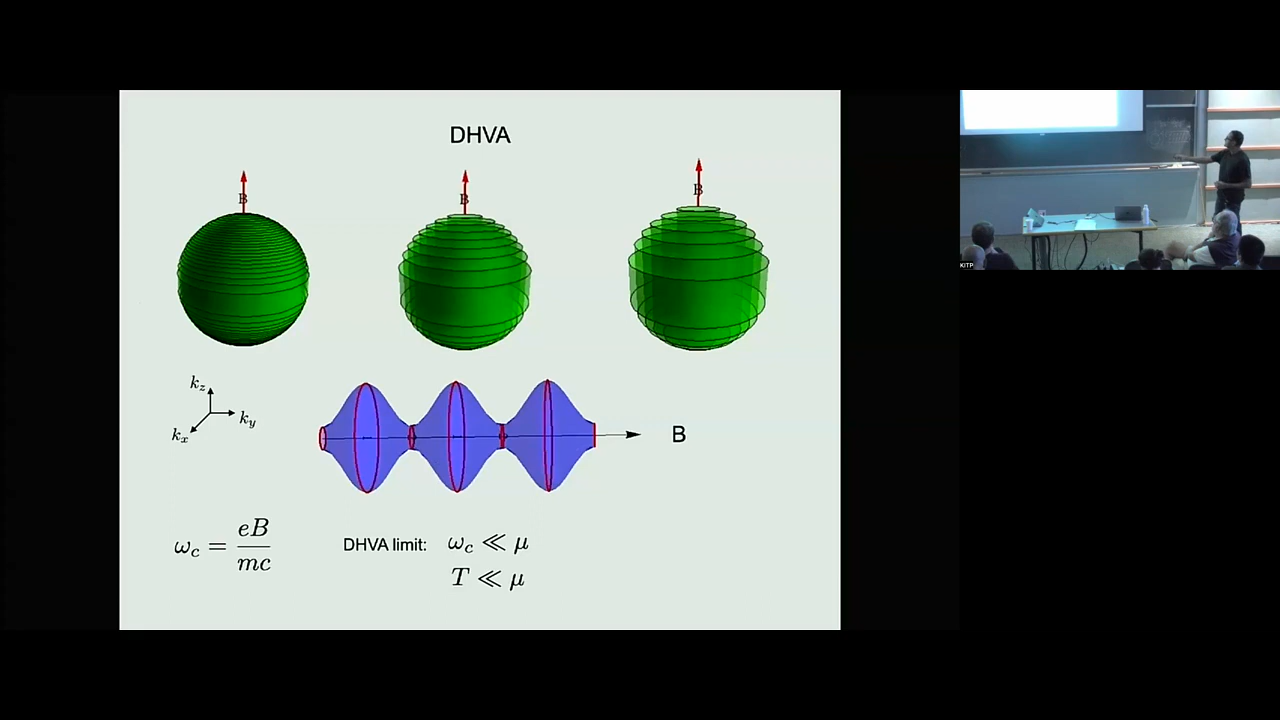 DHVA
B
B
B
k_z
k_y
k_x
B
ω_c = eB/mc
DHVA limit: ω_c ≪ μ
T ≪ μ
KITP